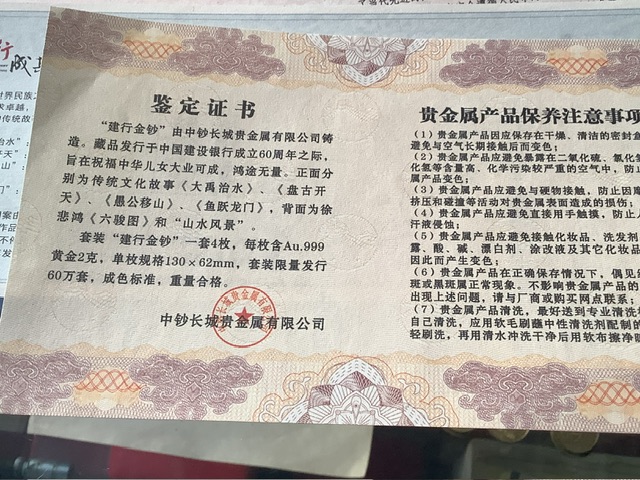 鉴定证书
“建行金钞”由中钞长城贵金属有限公司铸
造。藏品发行于中国建设银行成立60周年之际,
旨在祝福中华儿女大业可成,鸿途无量。正面分
别为传统文化故事《大禹治水》、《盘古开
天》、《愚公移山》、《鱼跃龙门》,背面为徐
悲鸿《六骏图》和“山水风景”。
套装“建行金钞”一套4枚,每枚含Au.999
黄金2克,单枚规格130×62mm,套装限量发行
60万套,成色标准,重量合格。
中钞长城贵金属有限公司
贵金属产品保养注意事项
(1)贵金属产品因应保存在干燥、清洁的密封盒
避免与空气长期接触后而变色;
(2)贵金属产品应避免暴露在二氧化硫、氯化氢
化氢等含量高、化学污染较严重的空气中,防止
属产品变色;
(3)贵金属产品应避免与硬物接触,防止因摩
挤压和碰撞等活动对贵金属表面造成的损伤;
(4)贵金属产品应避免直接用手触摸,防止人
汗液侵蚀;
(5)贵金属产品应避免接触化妆品、洗发剂
露、酸、碱、漂白剂、涂改液及其它化妆品
因此而产生变色;
(6)贵金属产品在正确保存情况下,偶见红
斑或黑斑属正常现象。不影响贵金属产品的
出现上述问题,请与厂商或购买网点联系;
(7)贵金属产品清洗,最好送到专业清洗
自己清洗,应用软毛刷蘸中性清洗剂配制的
轻刷洗,再用清水冲洗干净后用软布擦净